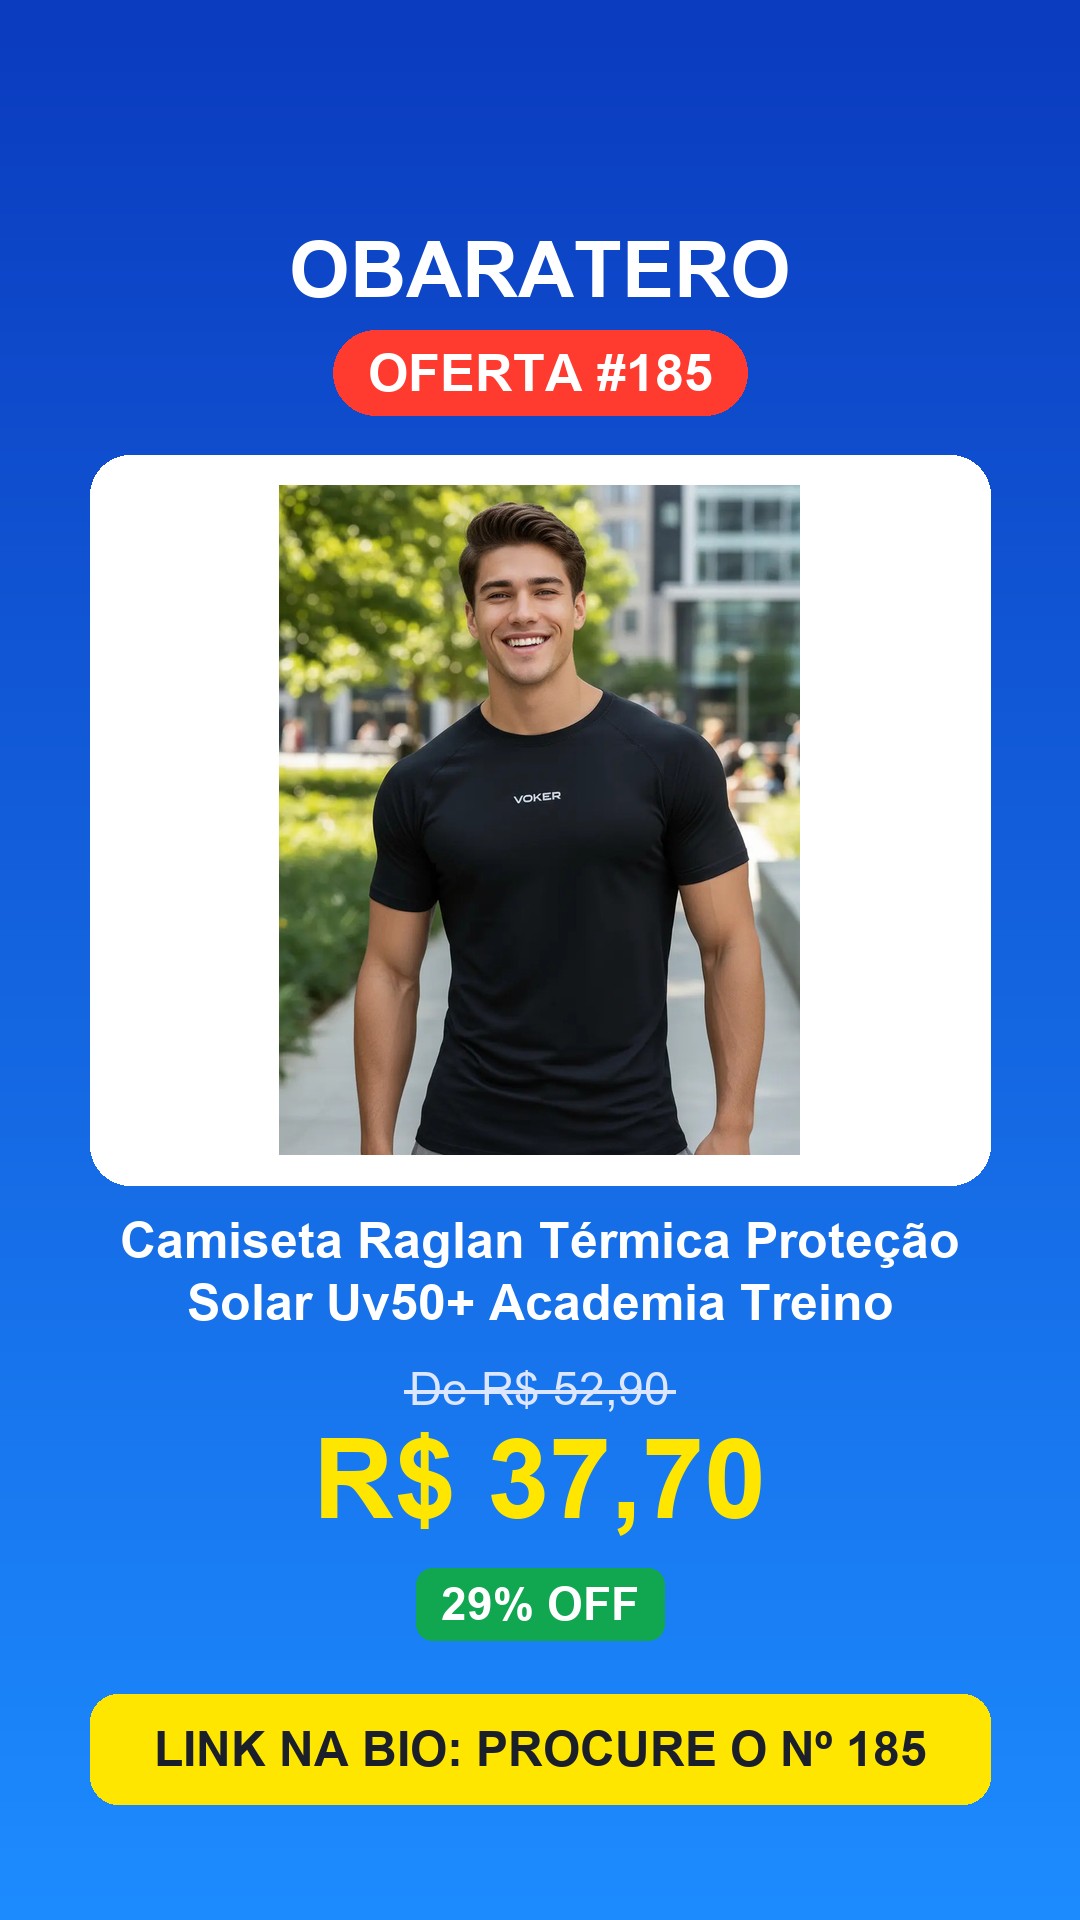 OBARATERO
OFERTA #185
VOKER
Camiseta Raglan Térmica Proteção
Solar Uv50+ Academia Treino
De R$ 52,90
R$ 37,70
29% OFF
LINK NA BIO: PROCURE O Nº 185